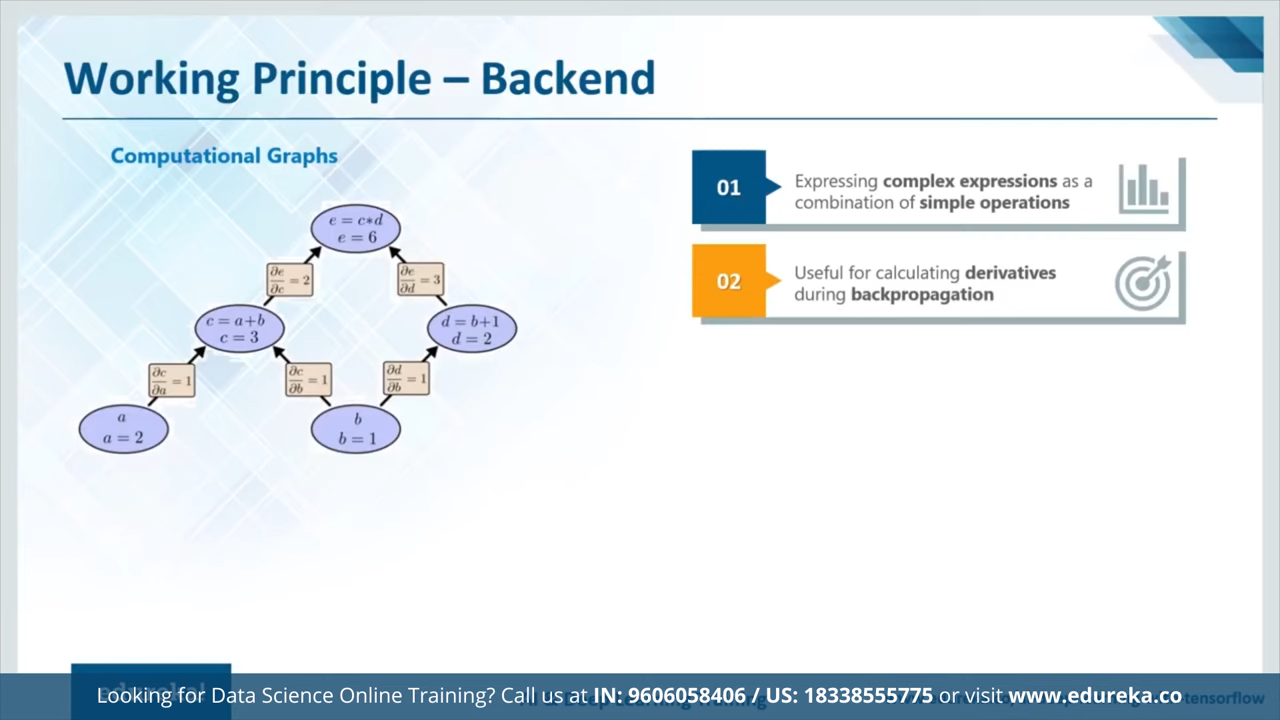 Working Principle – Backend
Computational Graphs
e = c*d
e = 6
∂e/∂c = 2
∂e/∂d = 3
c = a+b
c = 3
d = b+1
d = 2
∂c/∂a = 1
∂c/∂b = 1
∂d/∂b = 1
a
a = 2
b
b = 1
01
Expressing complex expressions as a
combination of simple operations
02
Useful for calculating derivatives
during backpropagation
Looking for Data Science Online Training? Call us at IN: 9606058406 / US: 18338555775 or visit www.edureka.co
-tensorflow